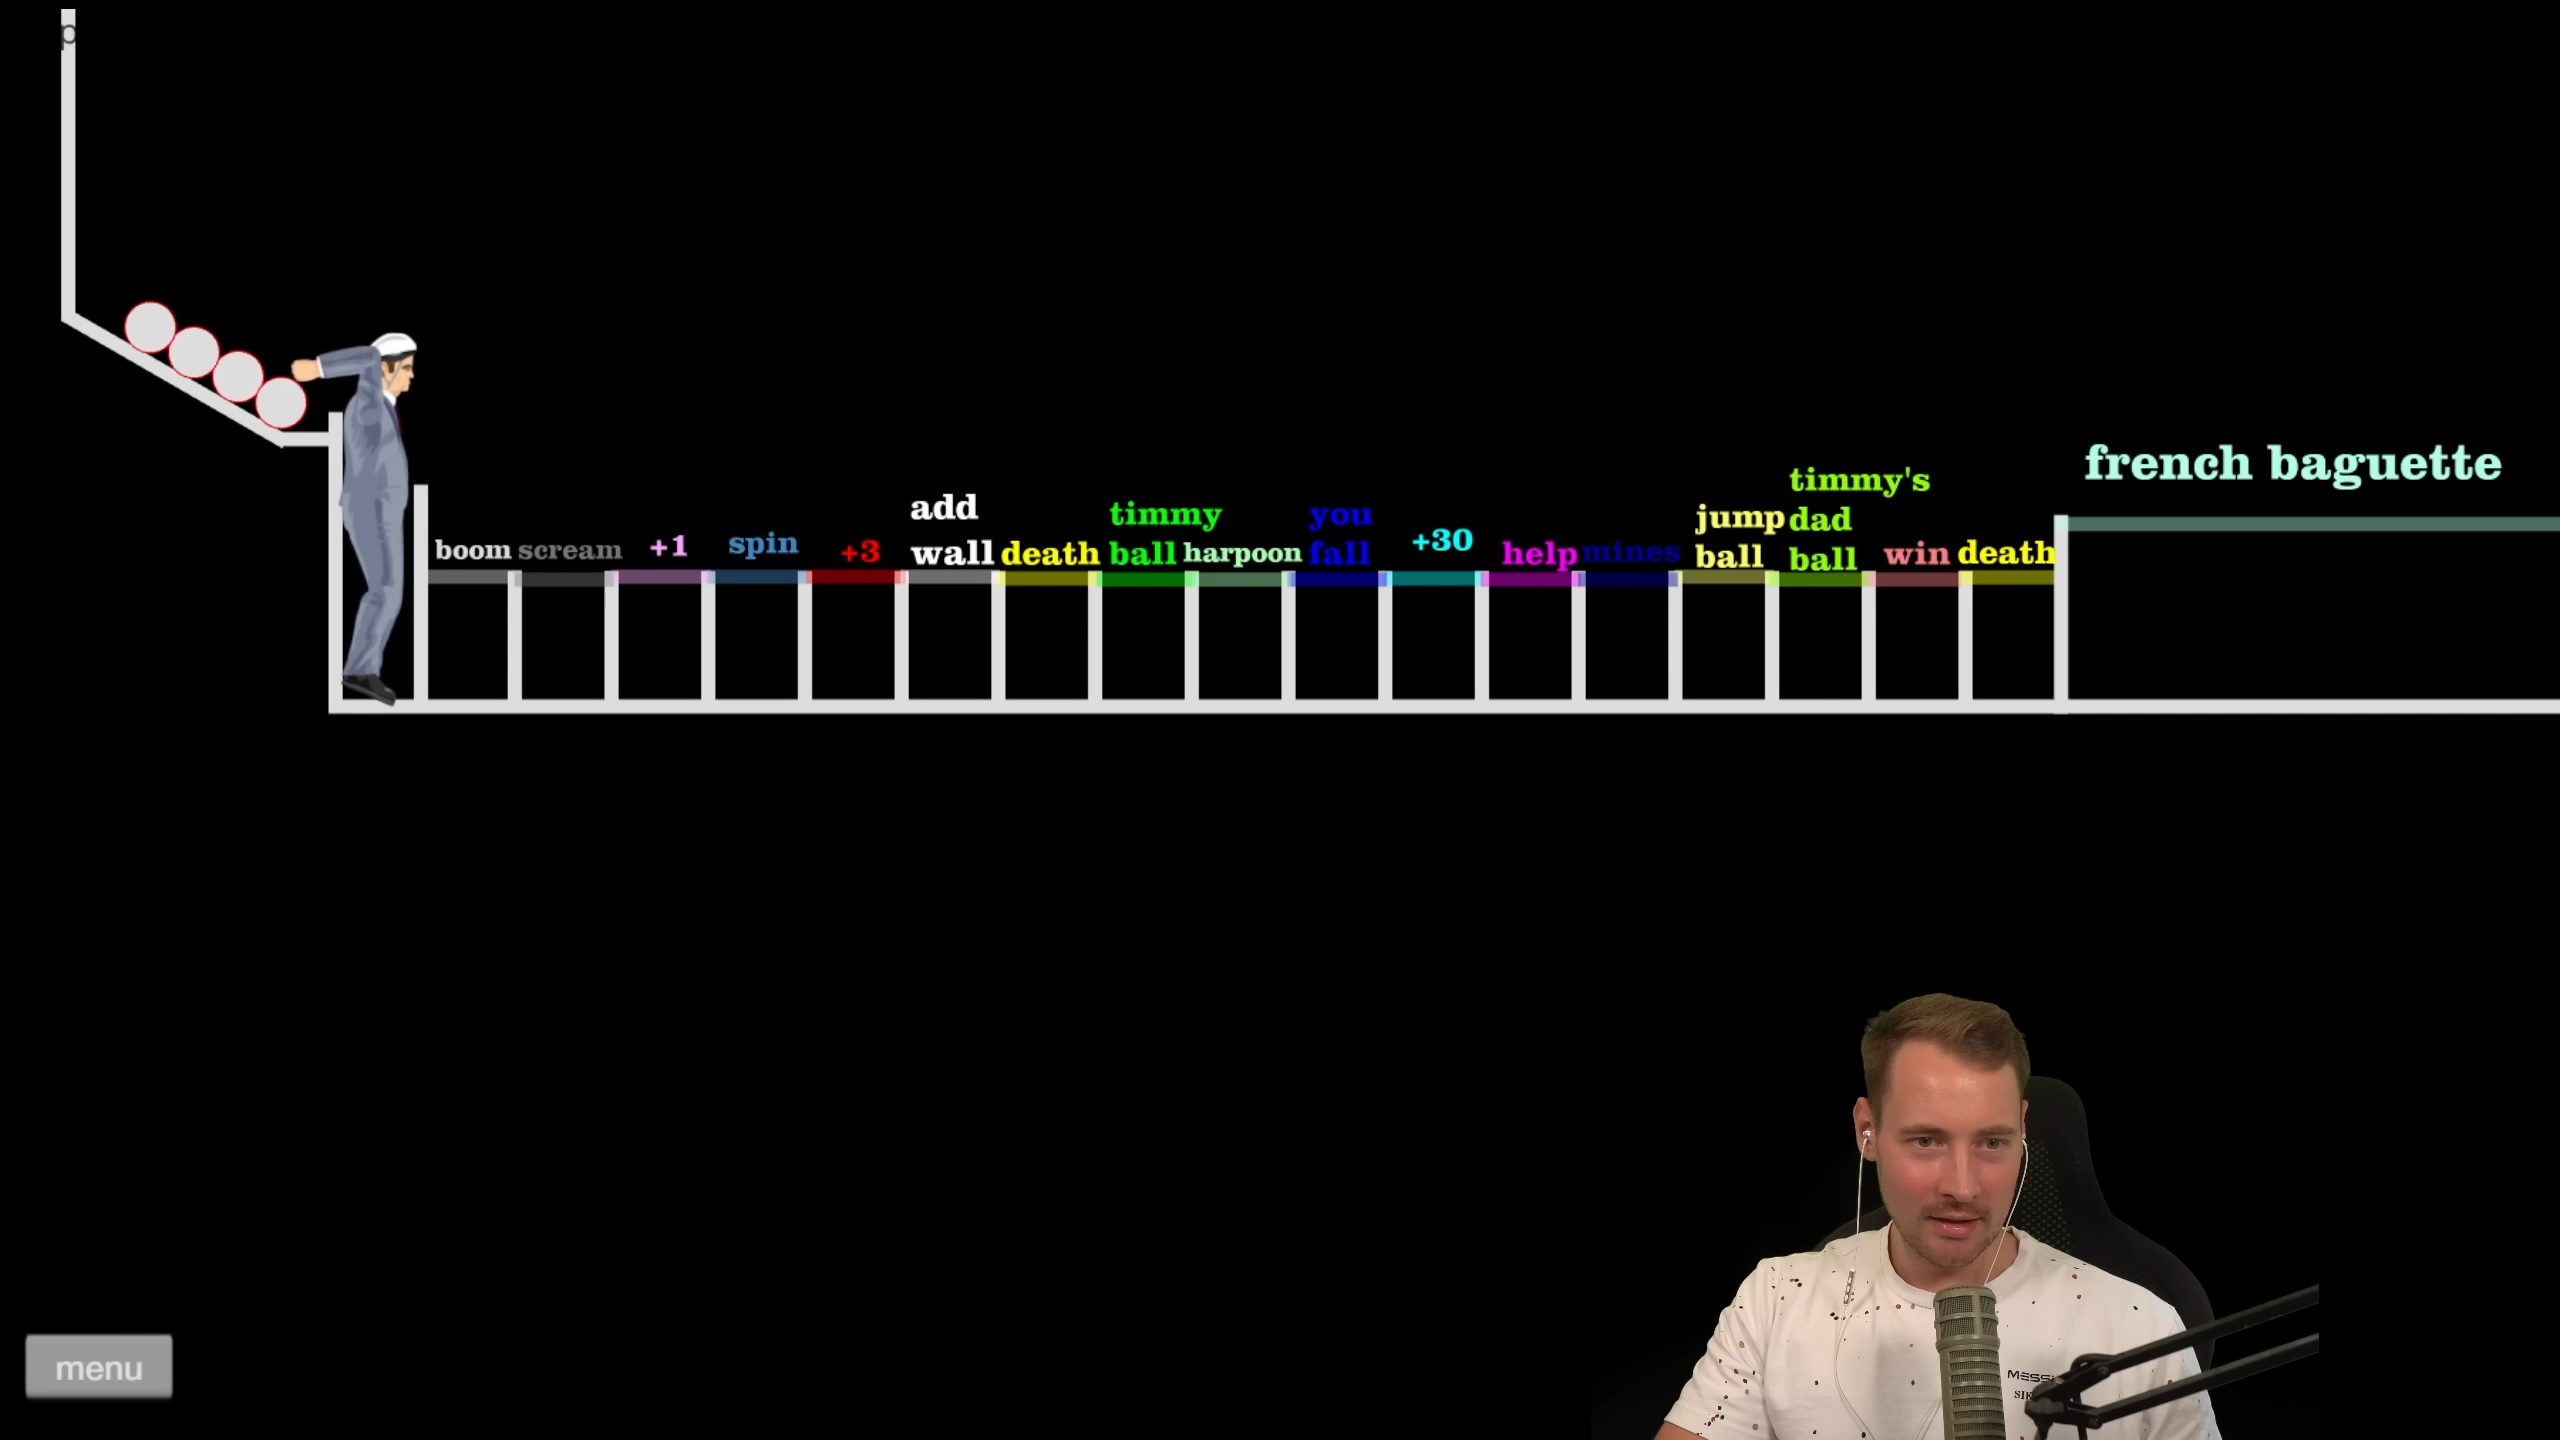 p
boom
scream
+1
spin
+3
add
wall
death
timmy
ball
harpoon
you
fall
+30
help
mines
jump
ball
timmy's
dad
ball
win
death
french baguette
menu